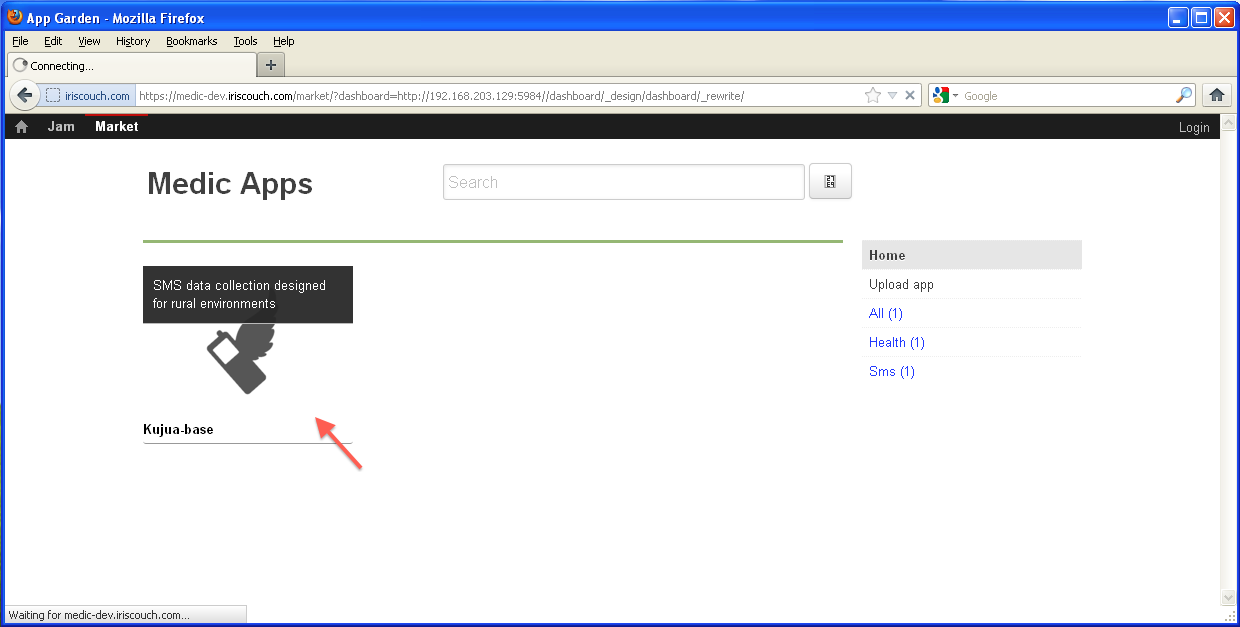 App Garden - Mozilla Firefox
File Edit View History Bookmarks Tools Help
Connecting...
iriscouch.com https://medic-dev.iriscouch.com/market/?dashboard=http://192.168.203.129:5984//dashboard/_design/dashboard/_rewrite/ Google
Jam Market Login
Medic Apps Search
Home
Upload app
All (1)
Health (1)
Sms (1)
SMS data collection designed
for rural environments
Kujua-base
Waiting for medic-dev.iriscouch.com...